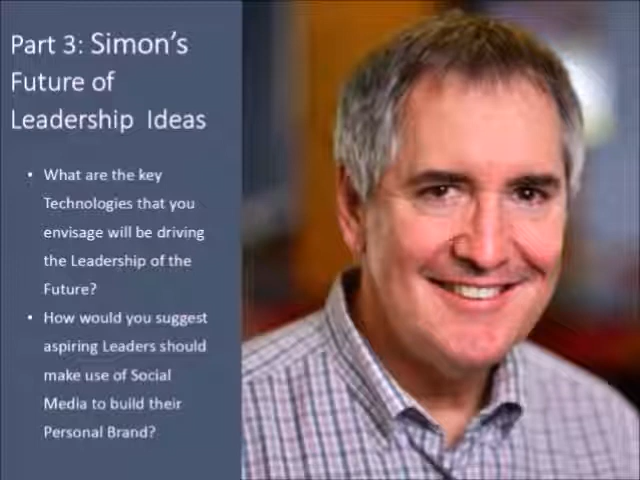 Part 3: Simon's
Future of
Leadership Ideas
• What are the key
Technologies that you
envisage will be driving
the Leadership of the
Future?
• How would you suggest
aspiring Leaders should
make use of Social
Media to build their
Personal Brand?